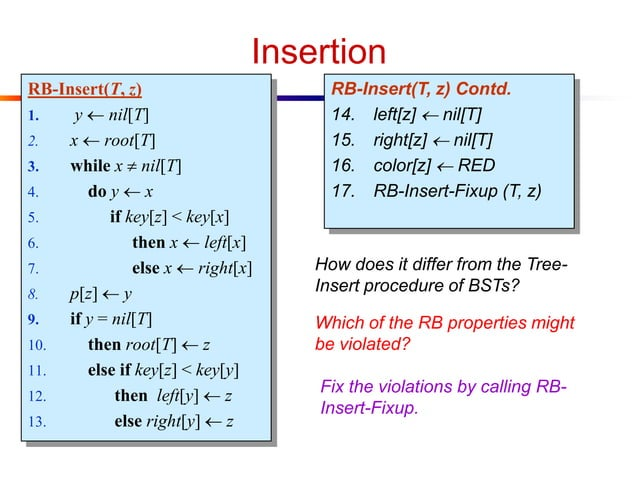 Insertion
RB-Insert(T, z)
1. y ← nil[T]
2. x ← root[T]
3. while x ≠ nil[T]
4. do y ← x
5. if key[z] < key[x]
6. then x ← left[x]
7. else x ← right[x]
8. p[z] ← y
9. if y = nil[T]
10. then root[T] ← z
11. else if key[z] < key[y]
12. then left[y] ← z
13. else right[y] ← z
RB-Insert(T, z) Contd.
14. left[z] ← nil[T]
15. right[z] ← nil[T]
16. color[z] ← RED
17. RB-Insert-Fixup (T, z)
How does it differ from the Tree-
Insert procedure of BSTs?
Which of the RB properties might
be violated?
Fix the violations by calling RB-
Insert-Fixup.